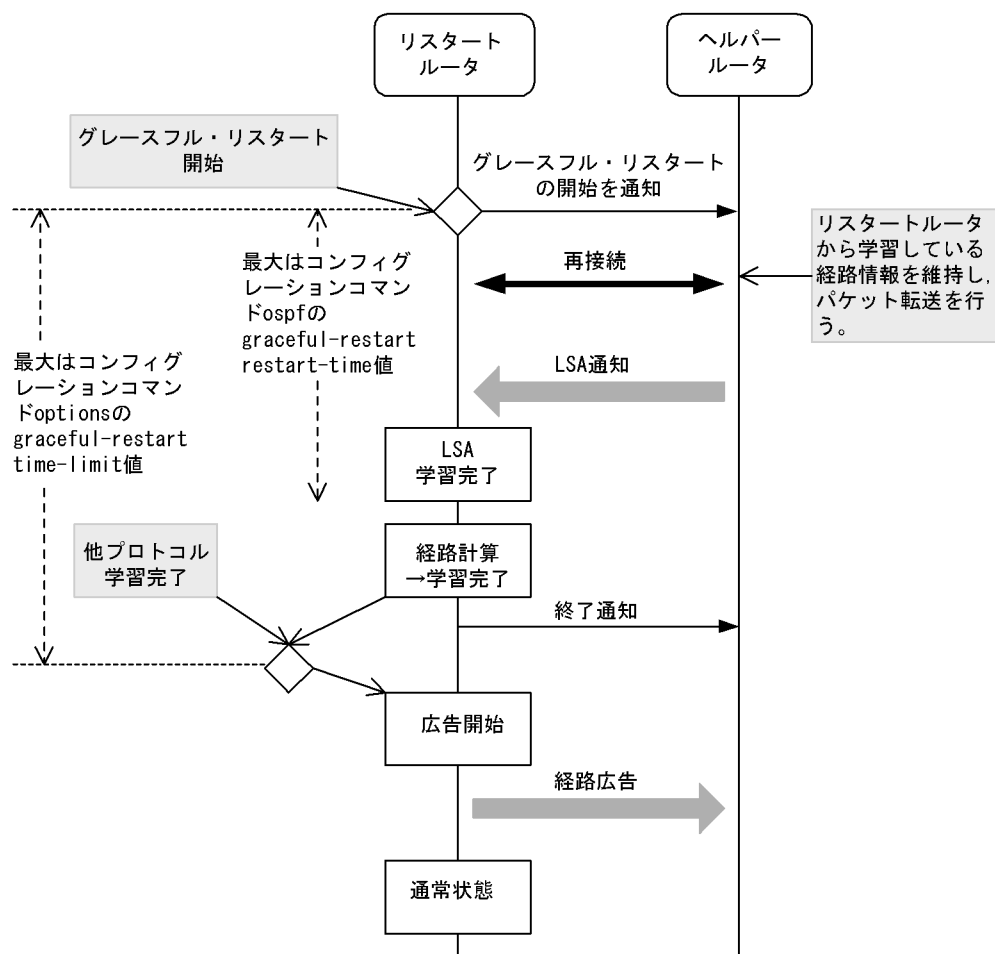 リスタート
ルータ
ヘルパー
ルータ
グレースフル・リスタート
開始
グレースフル・リスタート
の開始を通知
リスタートルータ
から学習している
経路情報を維持し,
パケット転送を行
う。
再接続
最大はコンフィグ
レーションコマン
ドospfの
graceful-restart
restart-time値
最大はコンフィグ
レーションコマン
ドoptionsの
graceful-restart
time-limit値
LSA通知
LSA
学習完了
他プロトコル
学習完了
経路計算
→学習完了
終了通知
広告開始
経路広告
通常状態